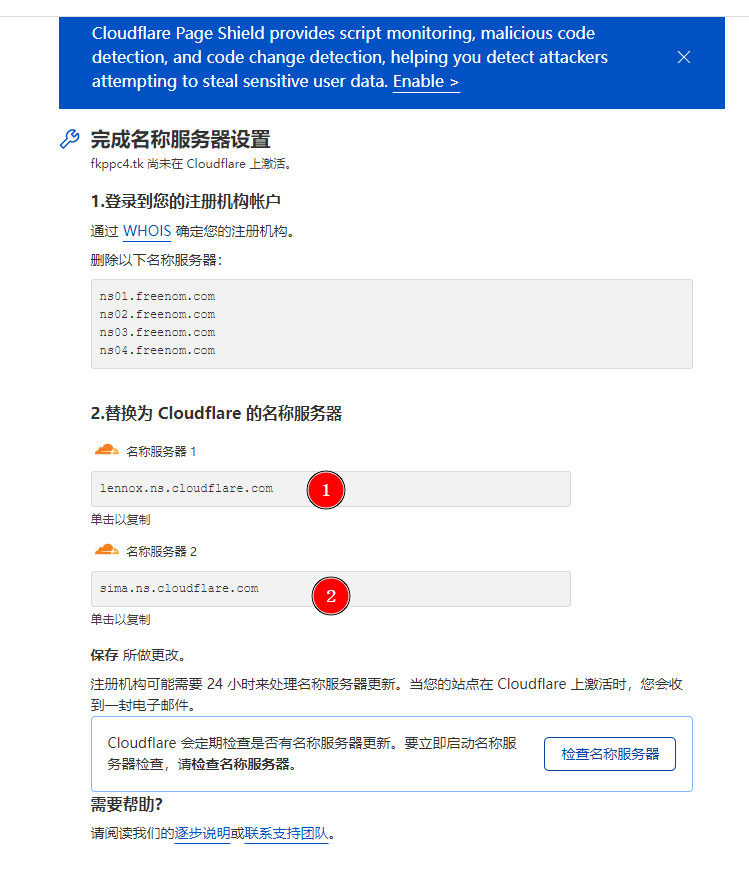 Cloudflare Page Shield provides script monitoring, malicious code
detection, and code change detection, helping you detect attackers
attempting to steal sensitive user data. Enable >
完成名称服务器设置
fkppc4.tk 尚未在 Cloudflare 上激活。
1.登录到您的注册机构帐户
通过 WHOIS 确定您的注册机构。
删除以下名称服务器：
ns01.freenom.com
ns02.freenom.com
ns03.freenom.com
ns04.freenom.com
2.替换为 Cloudflare 的名称服务器
名称服务器 1
lennox.ns.cloudflare.com
1
单击以复制
名称服务器 2
sima.ns.cloudflare.com
2
单击以复制
保存 所做更改。
注册机构可能需要 24 小时来处理名称服务器更新。当您的站点在 Cloudflare 上激活时，您会收
到一封电子邮件。
Cloudflare 会定期检查是否有名称服务器更新。要立即启动名称服
务器检查，请检查名称服务器。
检查名称服务器
需要帮助?
请阅读我们的逐步说明或联系支持团队。